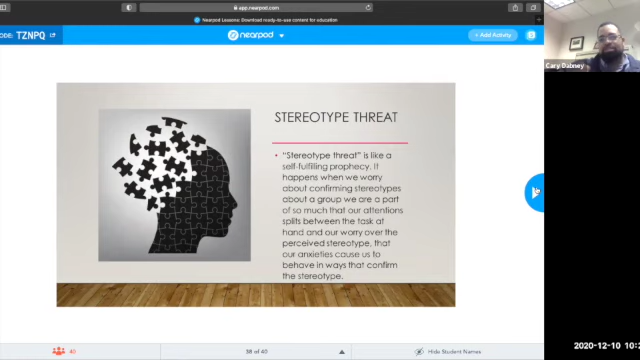 app.nearpod.com
Nearpod Lessons: Download ready-to-use content for education
CODE: TZNPQ
nearpod
+ Add Activity
Cary Dabney
STEREOTYPE THREAT
• "Stereotype threat" is like a
self-fulfilling prophecy. It
happens when we worry
about confirming stereotypes
about a group we are a part
of so much that our attentions
splits between the task at
hand and our worry over the
perceived stereotype, that
our anxieties cause us to
behave in ways that confirm
the stereotype.
40
38 of 40
Hide Student Names
2020-12-10 10:2